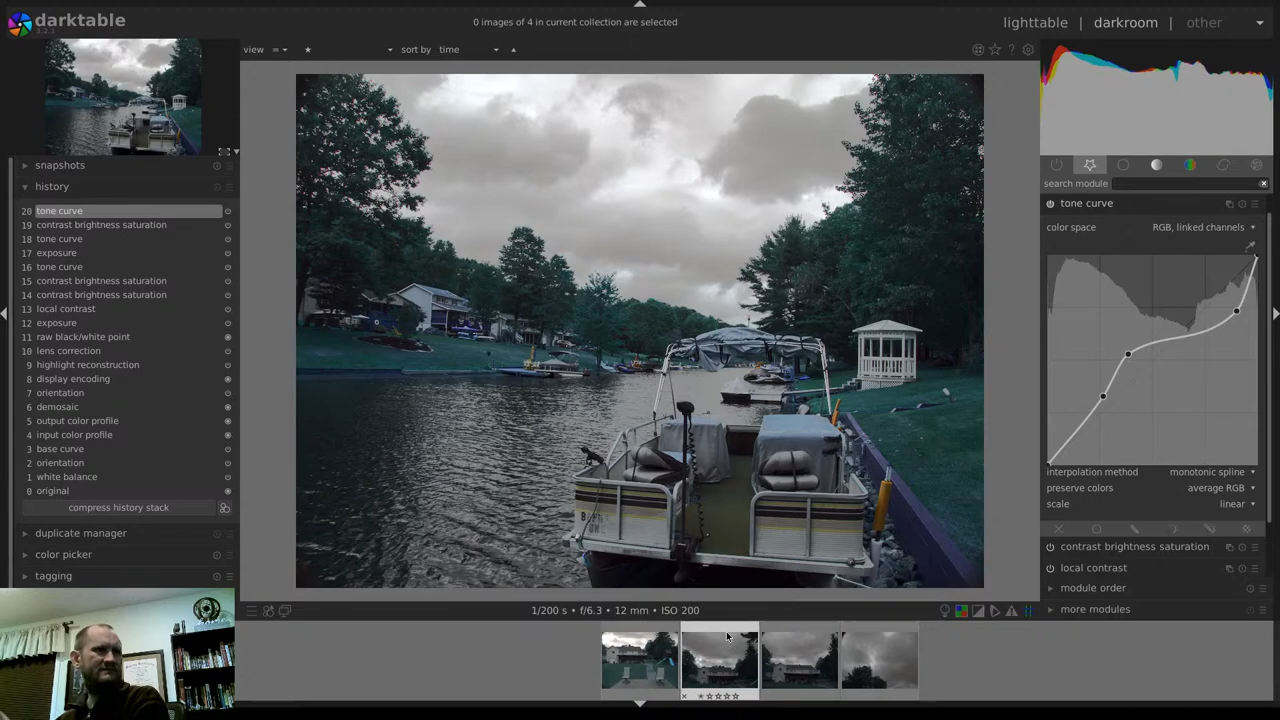 darktable
3.2.1
0 images of 4 in current collection are selected
lighttable | darkroom | other
view = ★ sort by time
snapshots
history
20 tone curve
19 contrast brightness saturation
18 tone curve
17 exposure
16 tone curve
15 contrast brightness saturation
14 contrast brightness saturation
13 local contrast
12 exposure
11 raw black/white point
10 lens correction
9 highlight reconstruction
8 display encoding
7 orientation
6 demosaic
5 output color profile
4 input color profile
3 base curve
2 orientation
1 white balance
0 original
compress history stack
duplicate manager
color picker
tagging
search module
tone curve
color space RGB, linked channels
interpolation method monotonic spline
preserve colors average RGB
scale linear
contrast brightness saturation
local contrast
module order
more modules
1/200 s • f/6.3 • 12 mm • ISO 200